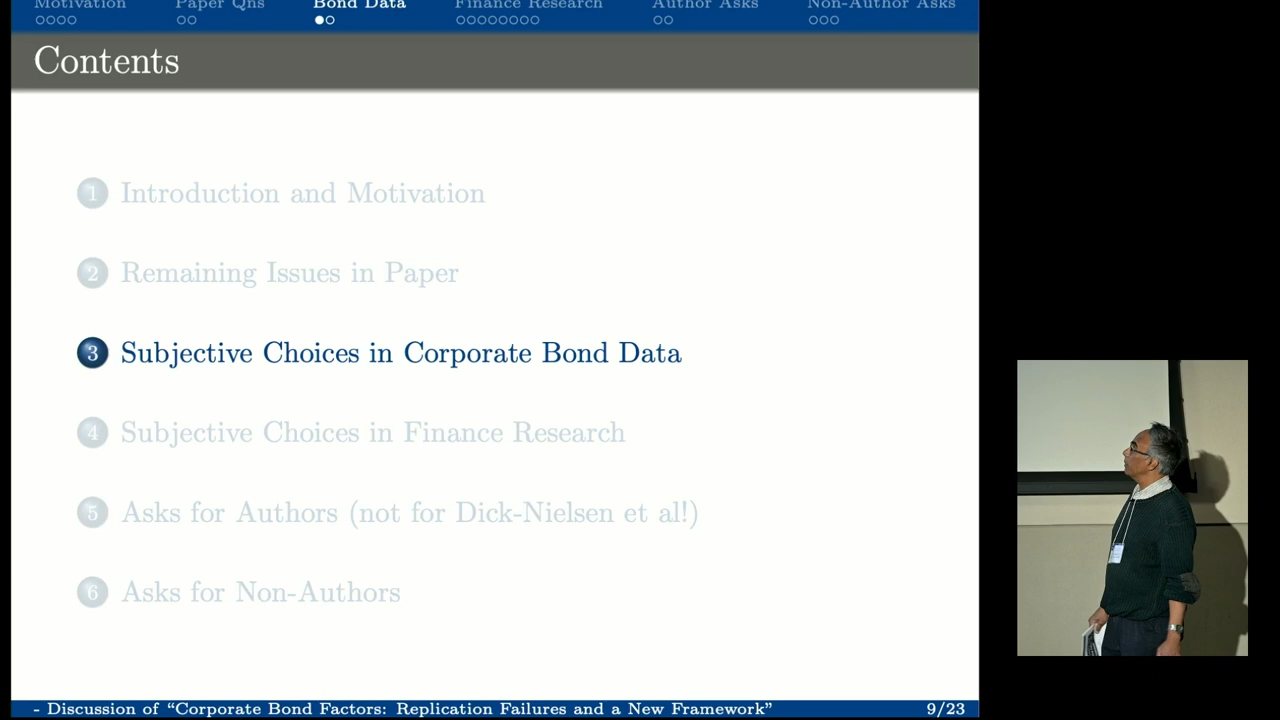 Motivation Paper Qns Bond Data Finance Research Author Asks Non-Author Asks
Contents
1 Introduction and Motivation
2 Remaining Issues in Paper
3 Subjective Choices in Corporate Bond Data
4 Subjective Choices in Finance Research
5 Asks for Authors (not for Dick-Nielsen et al!)
6 Asks for Non-Authors
- Discussion of “Corporate Bond Factors: Replication Failures and a New Framework” 9/23